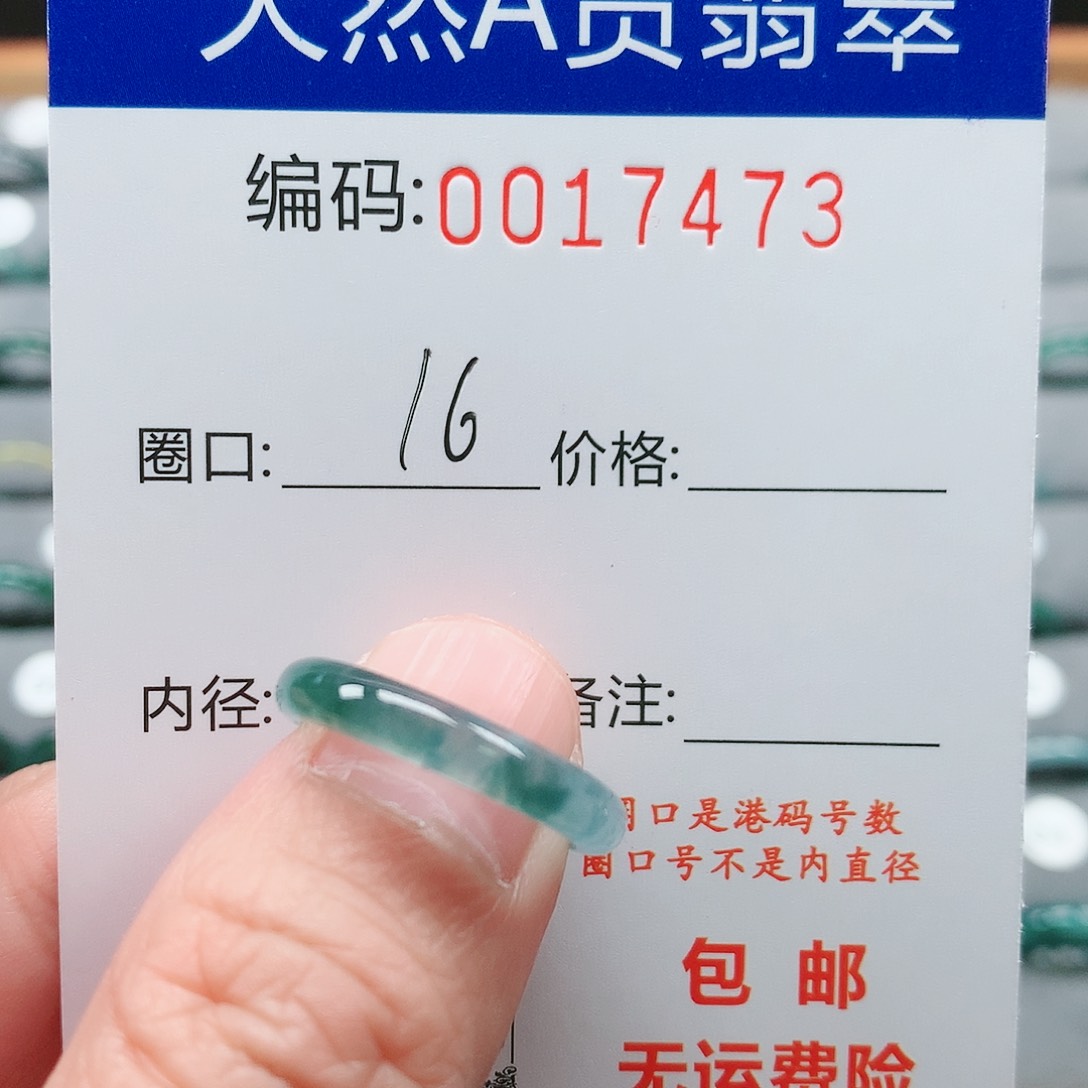 天然A货翡翠
编码:0017473
圈口: 16 价格:
内径: 备注:
圈口是港码号数
圈口号不是内直径
包 邮
无运费险